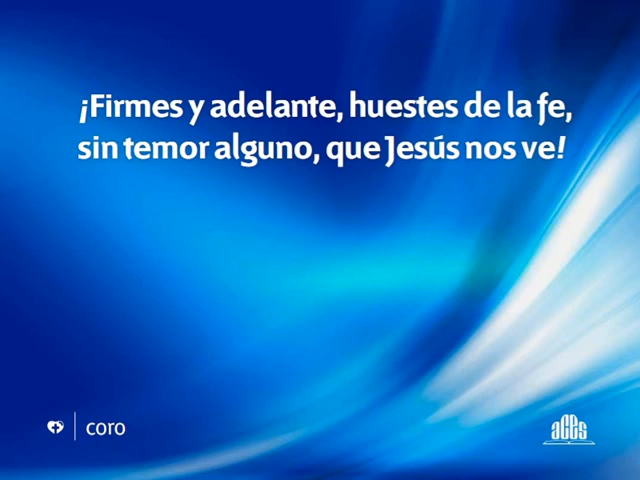 ¡Firmes y adelante, huestes de la fe,
sin temor alguno, que Jesús nos ve!
coro
aces